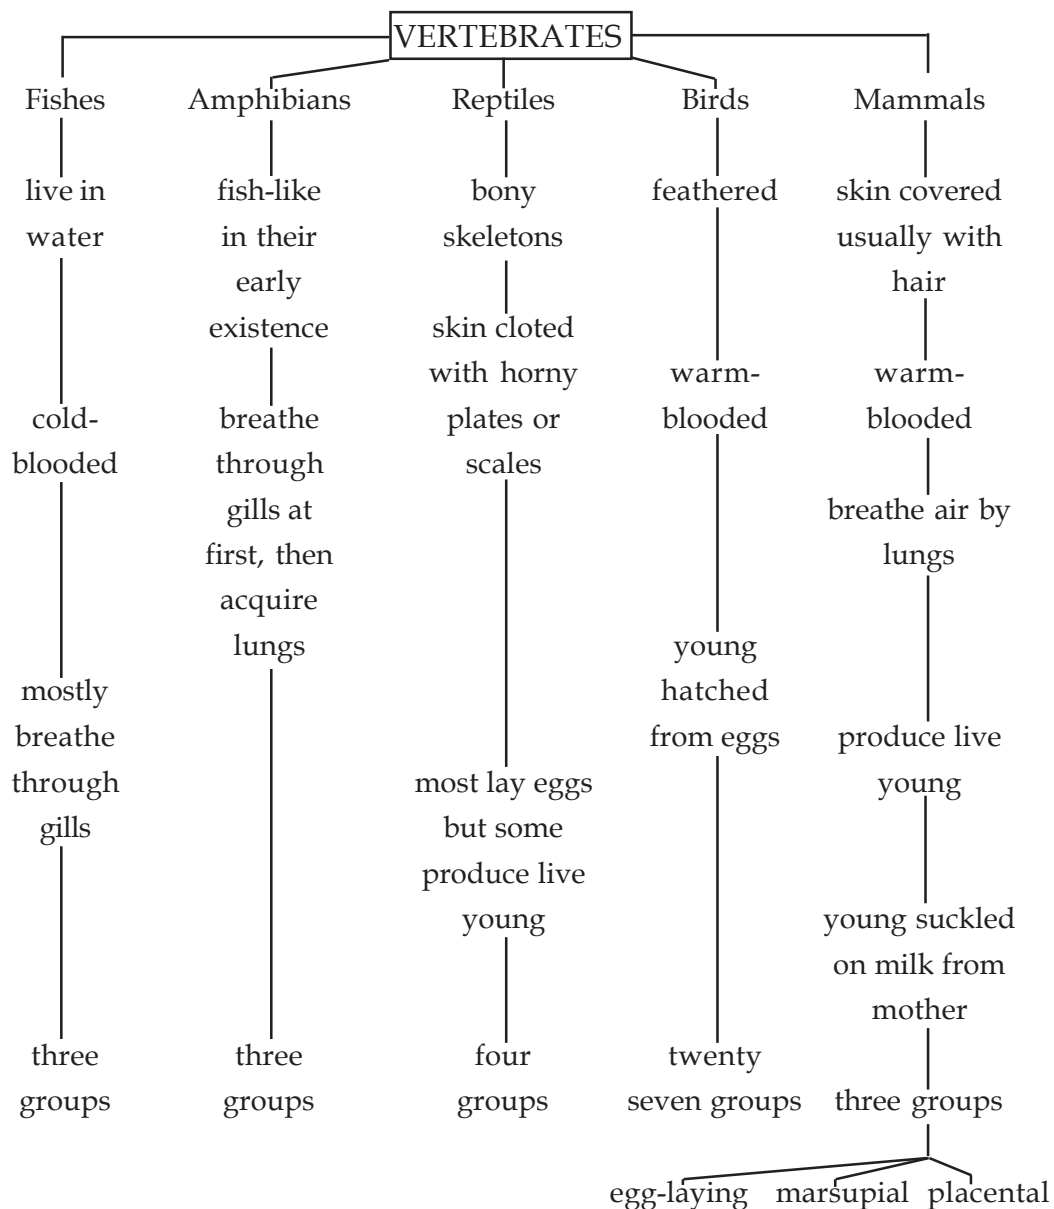 VERTEBRATES
Fishes
live in
water
cold-
blooded
mostly
breathe
through
gills
three
groups
Amphibians
fish-like
in their
early
existence
breathe
through
gills at
first, then
acquire
lungs
three
groups
Reptiles
bony
skeletons
skin cloted
with horny
plates or
scales
most lay eggs
but some
produce live
young
four
groups
Birds
feathered
warm-
blooded
young
hatched
from eggs
twenty
seven groups
Mammals
skin covered
usually with
hair
warm-
blooded
breathe air by
lungs
produce live
young
young suckled
on milk from
mother
three groups
egg-laying
marsupial
placental